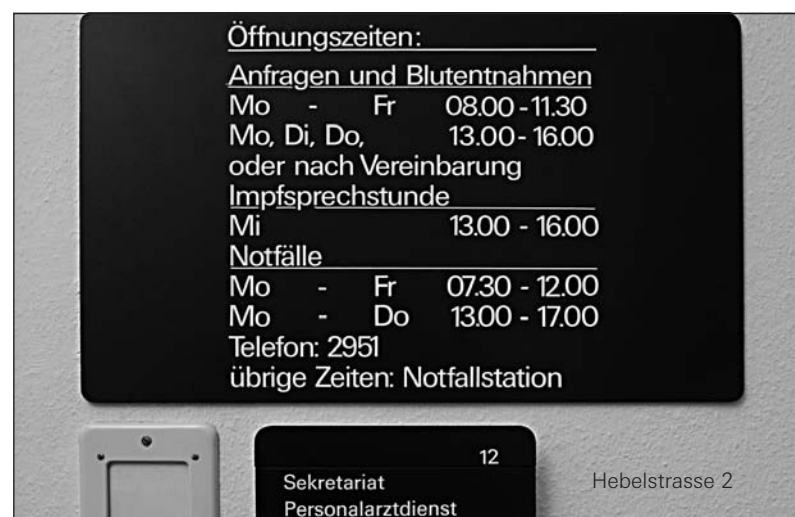 Öffnungszeiten:
Anfragen und Blutentnahmen
Mo - Fr 08.00 - 11.30
Mo, Di, Do, 13.00 - 16.00
oder nach Vereinbarung
Impfsprechstunde
Mi 13.00 - 16.00
Notfälle
Mo - Fr 07.30 - 12.00
Mo - Do 13.00 - 17.00
Telefon: 2951
übrige Zeiten: Notfallstation
12
Sekretariat
Personalarztdienst
Hebelstrasse 2